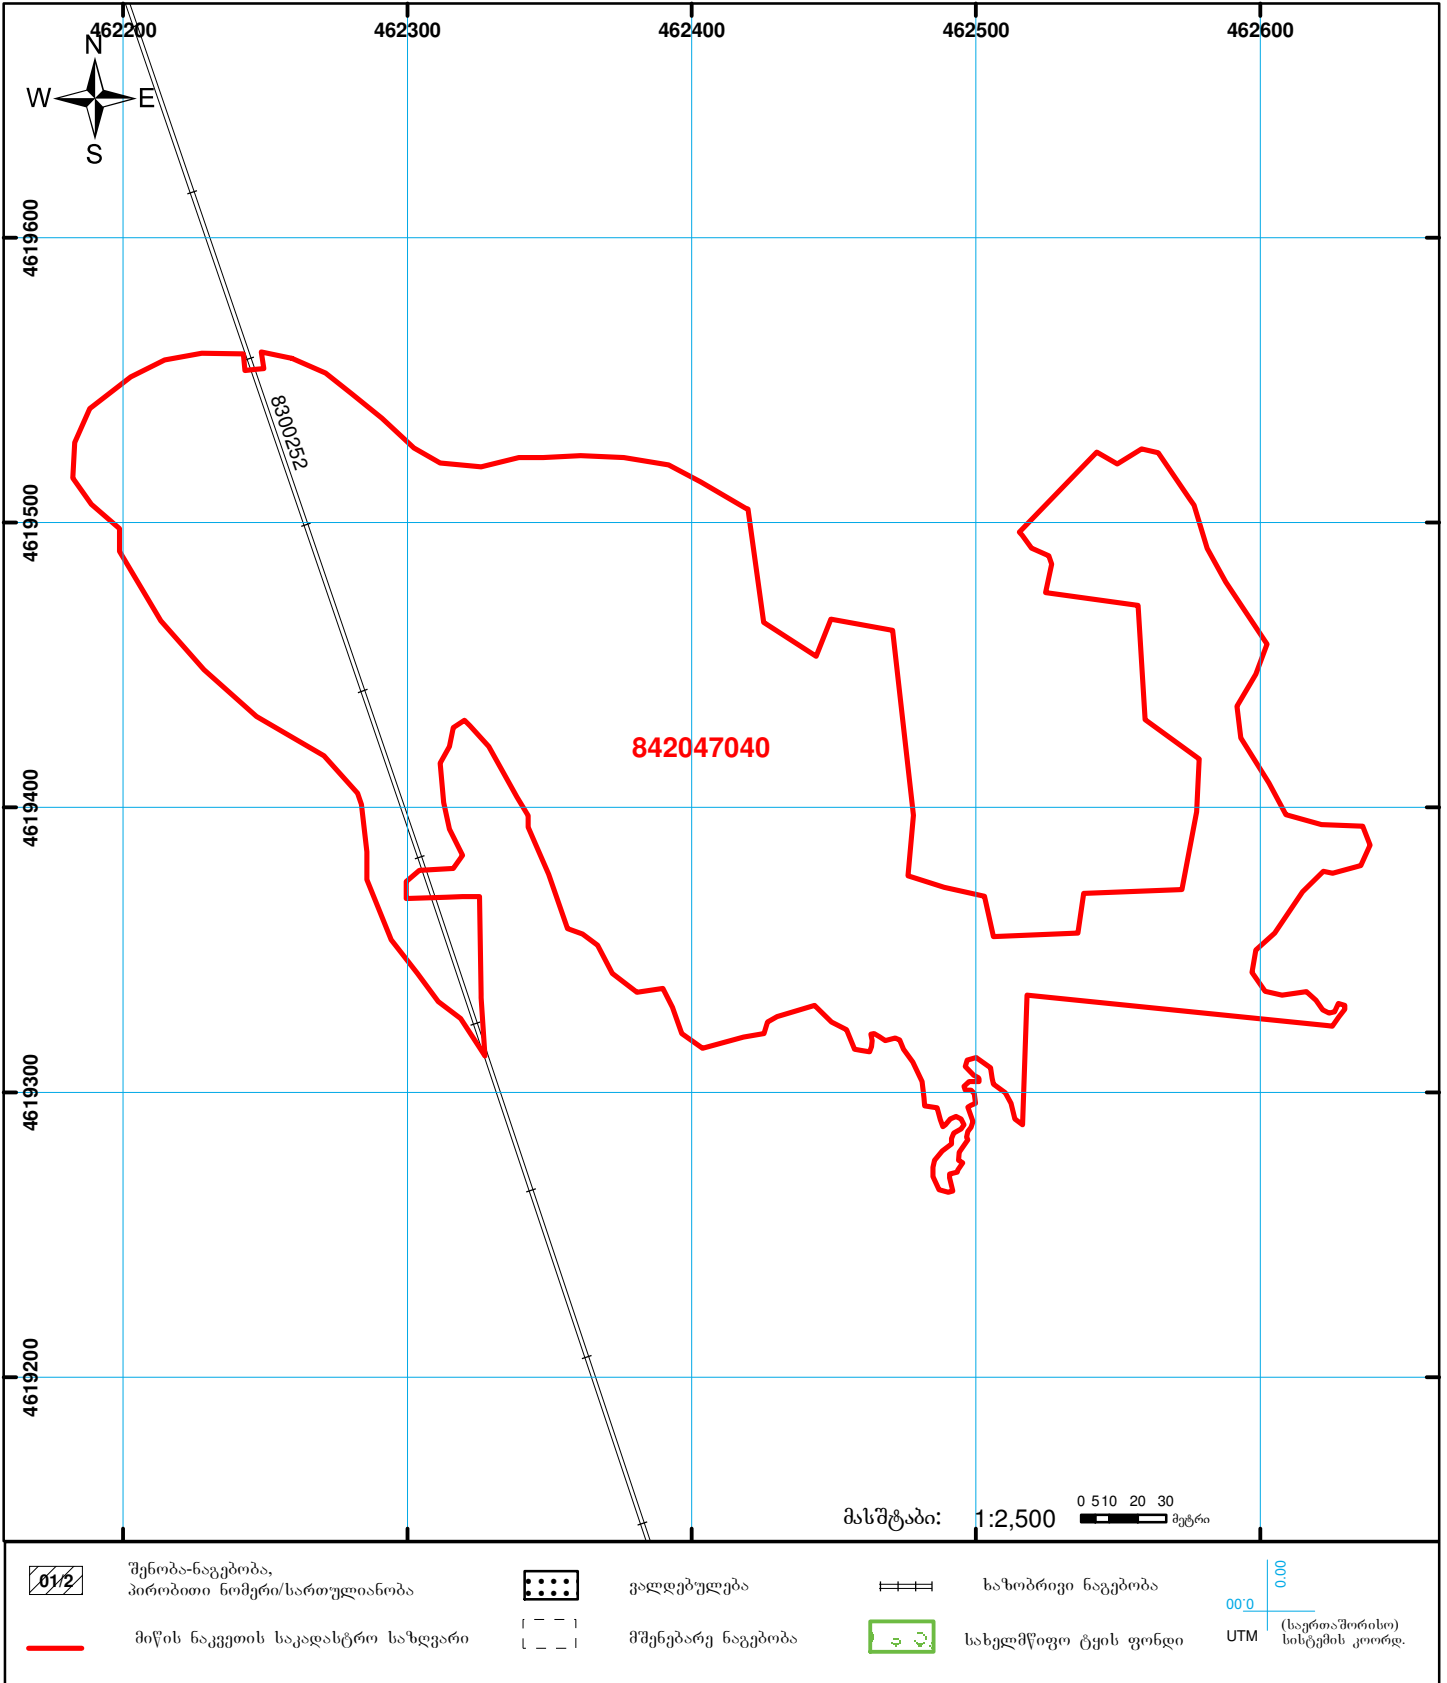 462200
462300
462400
462500
462600
N
W
E
S
4619600
4619500
4619400
4619300
4619200
8300252
842047040
მასშტაბი: 1:2,500
0 5 10 20 30
მეტრი
01/2
შენობა-ნაგებობა,
პირობითი ნომერი/სართულიანობა
ვალდებულება
ხაზობრივი ნაგებობა
მიწის ნაკვეთის საკადასტრო საზღვარი
მშენებარე ნაგებობა
სახელმწიფო ტყის ფონდი
00.0
00.0
UTM
(საერთაშორისო)
სისტემის კოორდ.